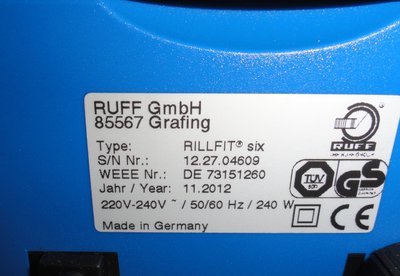 RUFF GmbH
85567 Grafing
Type: RILLFIT® six
S/N Nr.: 12.27.04609
WEEE Nr.: DE 73151260
Jahr / Year: 11.2012
220V-240V ~ / 50/60 Hz / 240 W
Made in Germany
RUFF
TÜV
GS
CE